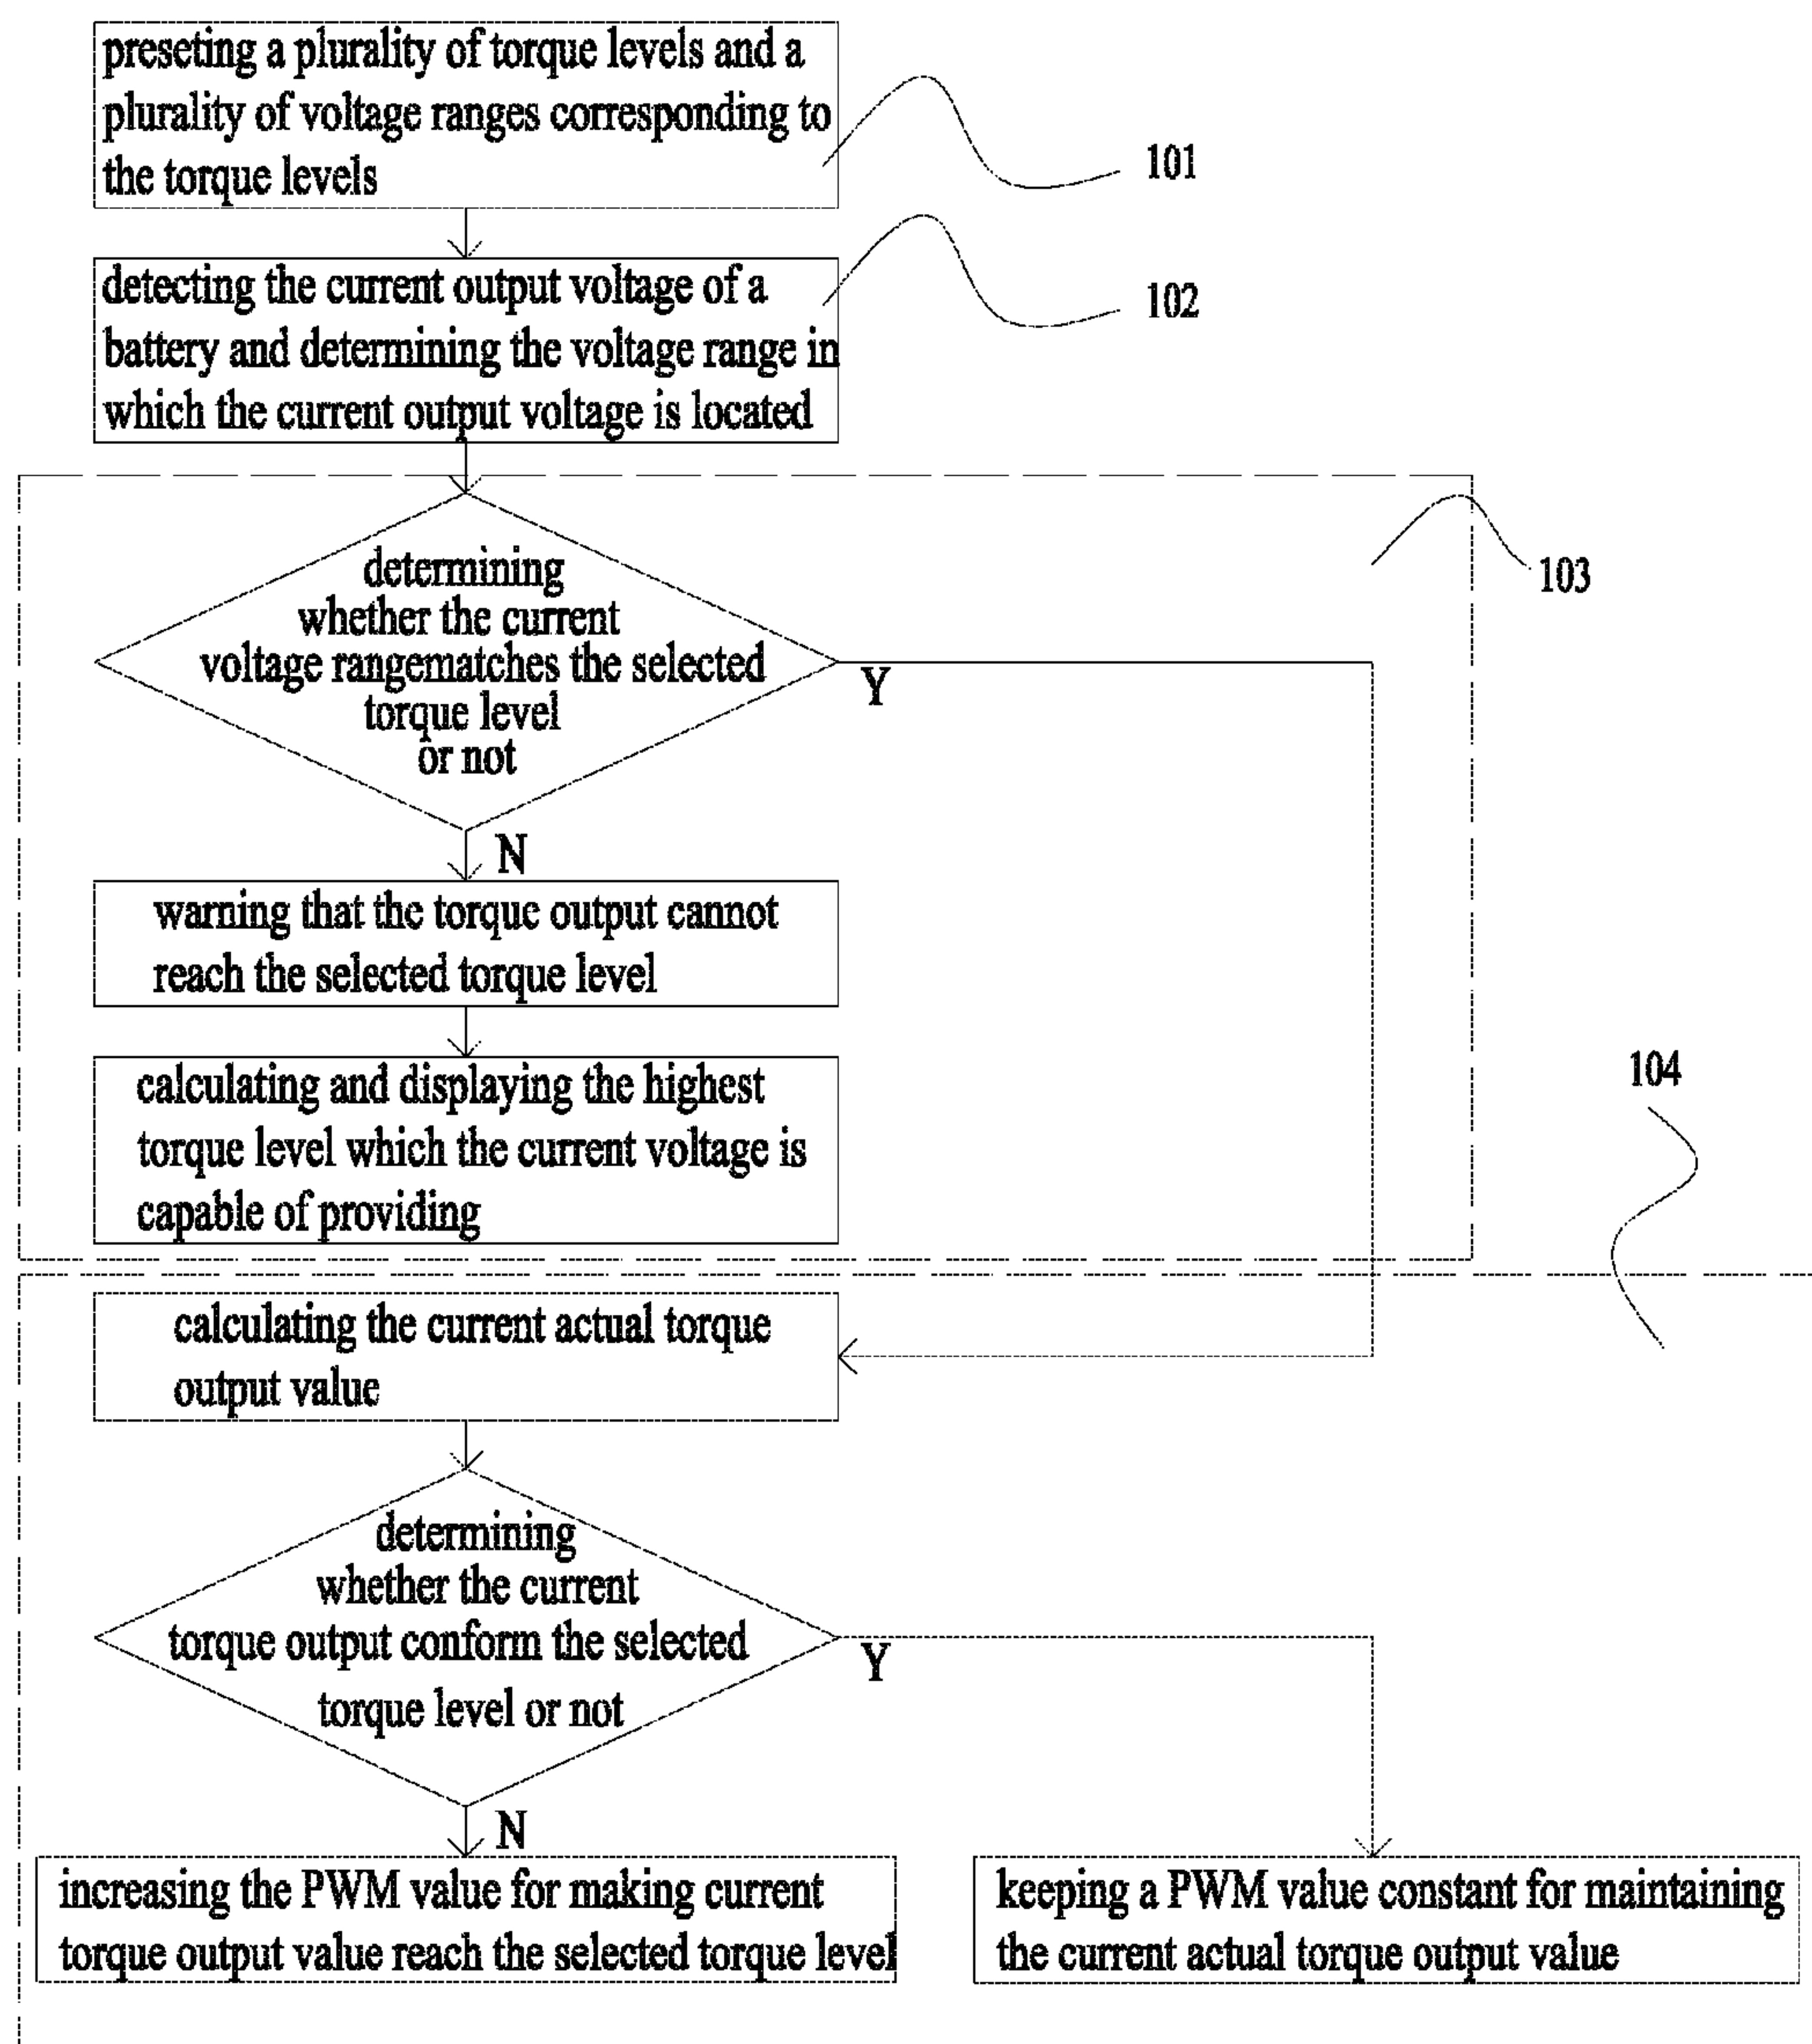 preseting a plurality of torque levels and a
plurality of voltage ranges corresponding to
the torque levels
101
detecting the current output voltage of a
battery and determining the voltage range in
which the current output voltage is located
102
determining
whether the current
voltage rangematches the selected
torque level
or not
103
Y
N
warning that the torque output cannot
reach the selected torque level
calculating and displaying the highest
torque level which the current voltage is
capable of providing
104
calculating the current actual torque
output value
determining
whether the current
torque output conform the selected
torque level or not
Y
N
increasing the PWM value for making current
torque output value reach the selected torque level
keeping a PWM value constant for maintaining
the current actual torque output value